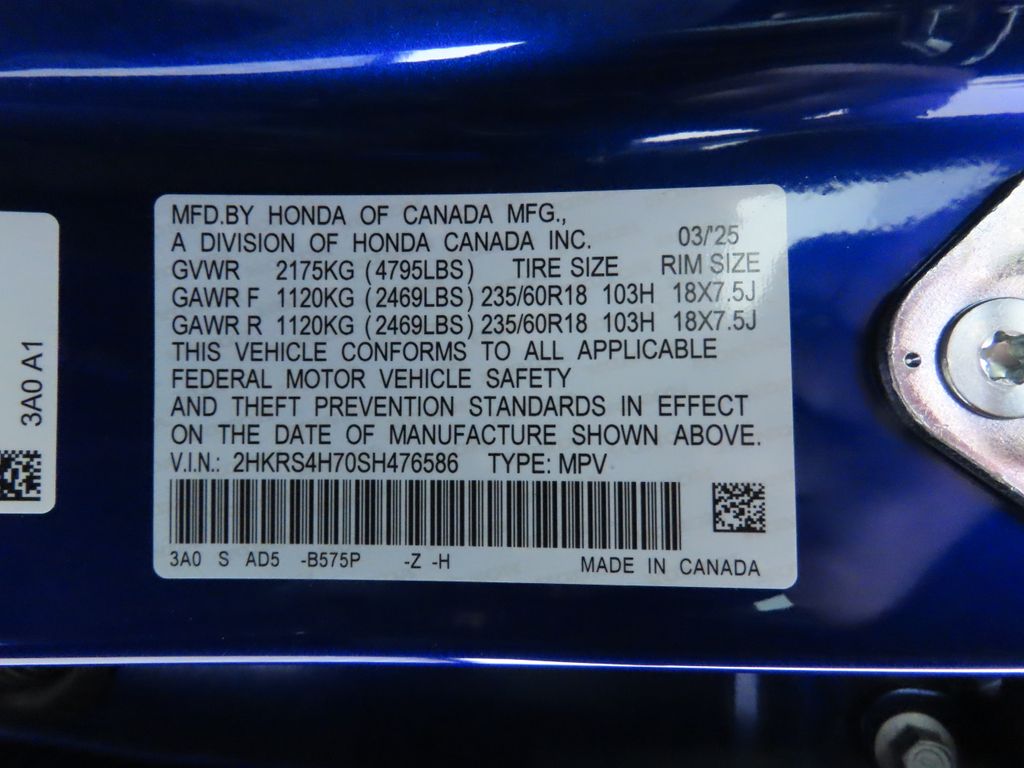 MFD.BY HONDA OF CANADA MFG.,
A DIVISION OF HONDA CANADA INC. 03/'25
GVWR 2175KG (4795LBS) TIRE SIZE RIM SIZE
GAWR F 1120KG (2469LBS) 235/60R18 103H 18X7.5J
GAWR R 1120KG (2469LBS) 235/60R18 103H 18X7.5J
THIS VEHICLE CONFORMS TO ALL APPLICABLE
FEDERAL MOTOR VEHICLE SAFETY
AND THEFT PREVENTION STANDARDS IN EFFECT
ON THE DATE OF MANUFACTURE SHOWN ABOVE.
V.I.N.: 2HKRS4H70SH476586 TYPE: MPV
3A0 S AD5 -B575P -Z -H MADE IN CANADA
3A0 A1